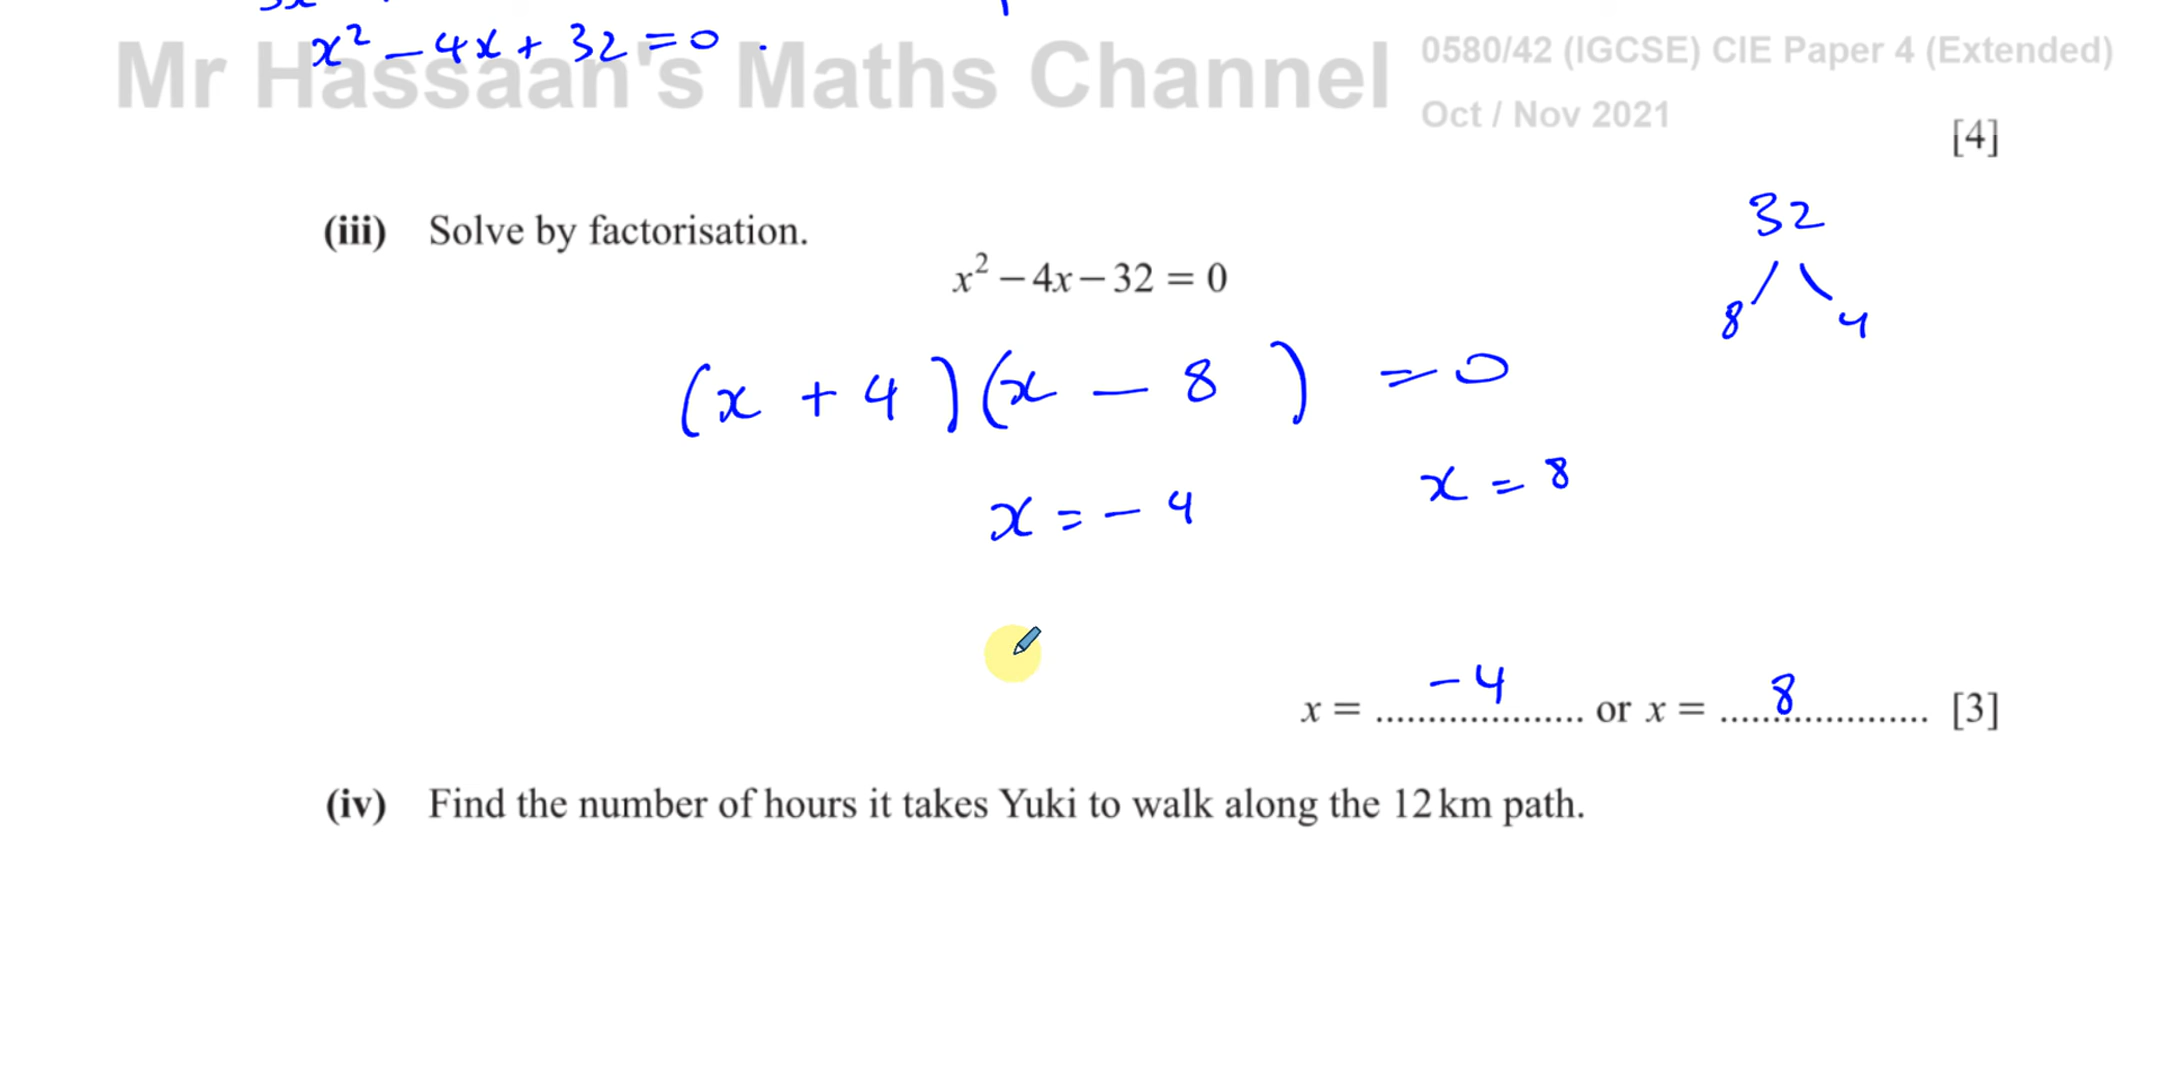 x² – 4x + 32 = 0 .
Mr Hassaan's Maths Channel
0580/42 (IGCSE) CIE Paper 4 (Extended)
Oct / Nov 2021
[4]
(iii) Solve by factorisation.
32
x² – 4x – 32 = 0
8 4
(x + 4)(x – 8) = 0
x = – 4 x = 8
x = –4 or x = 8 [3]
(iv) Find the number of hours it takes Yuki to walk along the 12 km path.